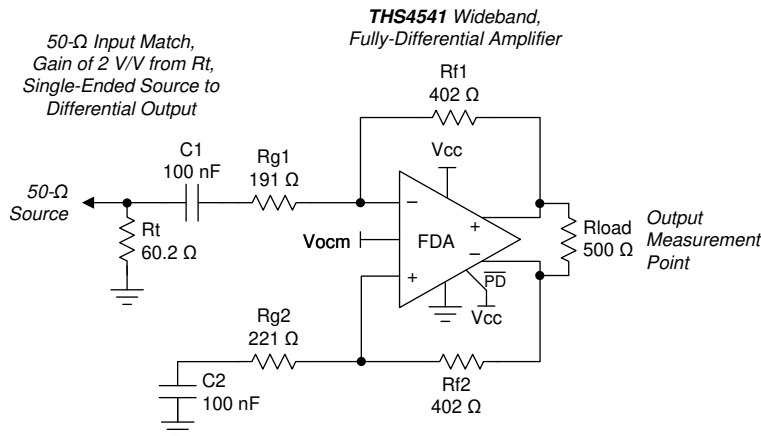 THS4541 Wideband,
Fully-Differential Amplifier
50-Ω Input Match,
Gain of 2 V/V from Rt,
Single-Ended Source to
Differential Output
Rf1
402 Ω
C1
100 nF
Rg1
191 Ω
Vcc
50-Ω
Source
Rt
60.2 Ω
Vocm
−
+
FDA
+
−
PD
Vcc
Rload
500 Ω
Output
Measurement
Point
Rg2
221 Ω
C2
100 nF
Rf2
402 Ω